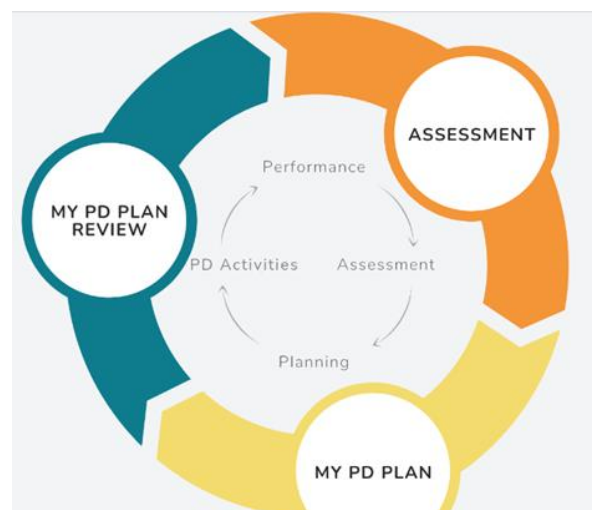 ASSESSMENT
Performance
MY PD PLAN
REVIEW
PD Activities
Assessment
Planning
MY PD PLAN